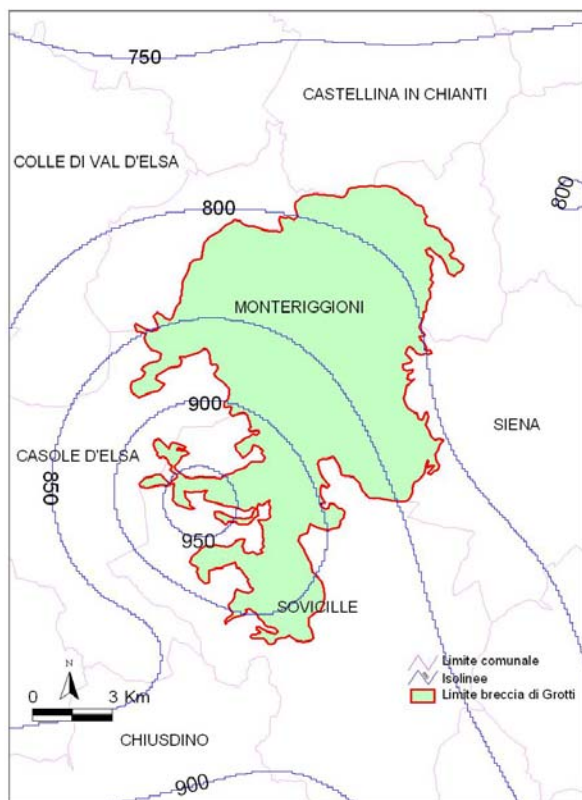 750
CASTELLINA IN CHIANTI
COLLE DI VAL D'ELSA
800
800
MONTERIGGIONI
900
SIENA
CASOLE D'ELSA
850
950
SOVICILLE
Limite comunale
Isolinee
Limite breccia di Grotti
N
0 3 Km
CHIUSDINO
900